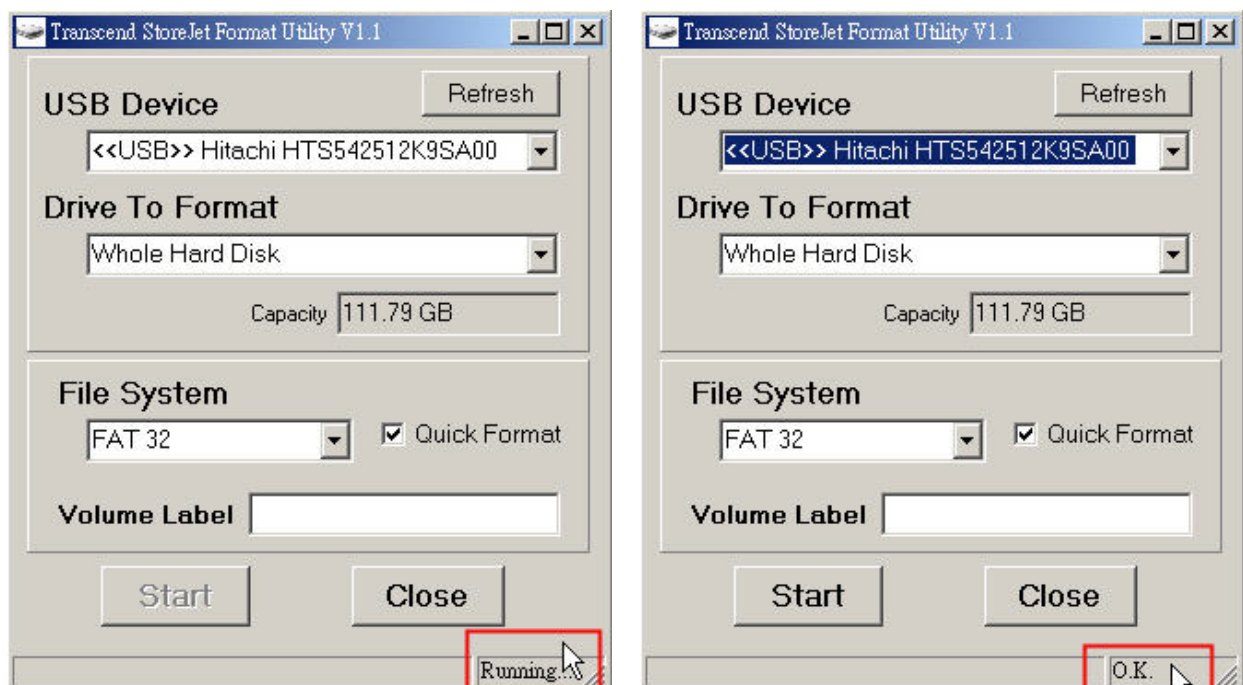 Transcend StoreJet Format Utility V1.1
USB Device
Refresh
<<USB>> Hitachi HTS542512K9SA00
Drive To Format
Whole Hard Disk
Capacity 111.79 GB
File System
FAT 32
Quick Format
Volume Label
Start
Close
Running...
Transcend StoreJet Format Utility V1.1
USB Device
Refresh
<<USB>> Hitachi HTS542512K9SA00
Drive To Format
Whole Hard Disk
Capacity 111.79 GB
File System
FAT 32
Quick Format
Volume Label
Start
Close
O.K.